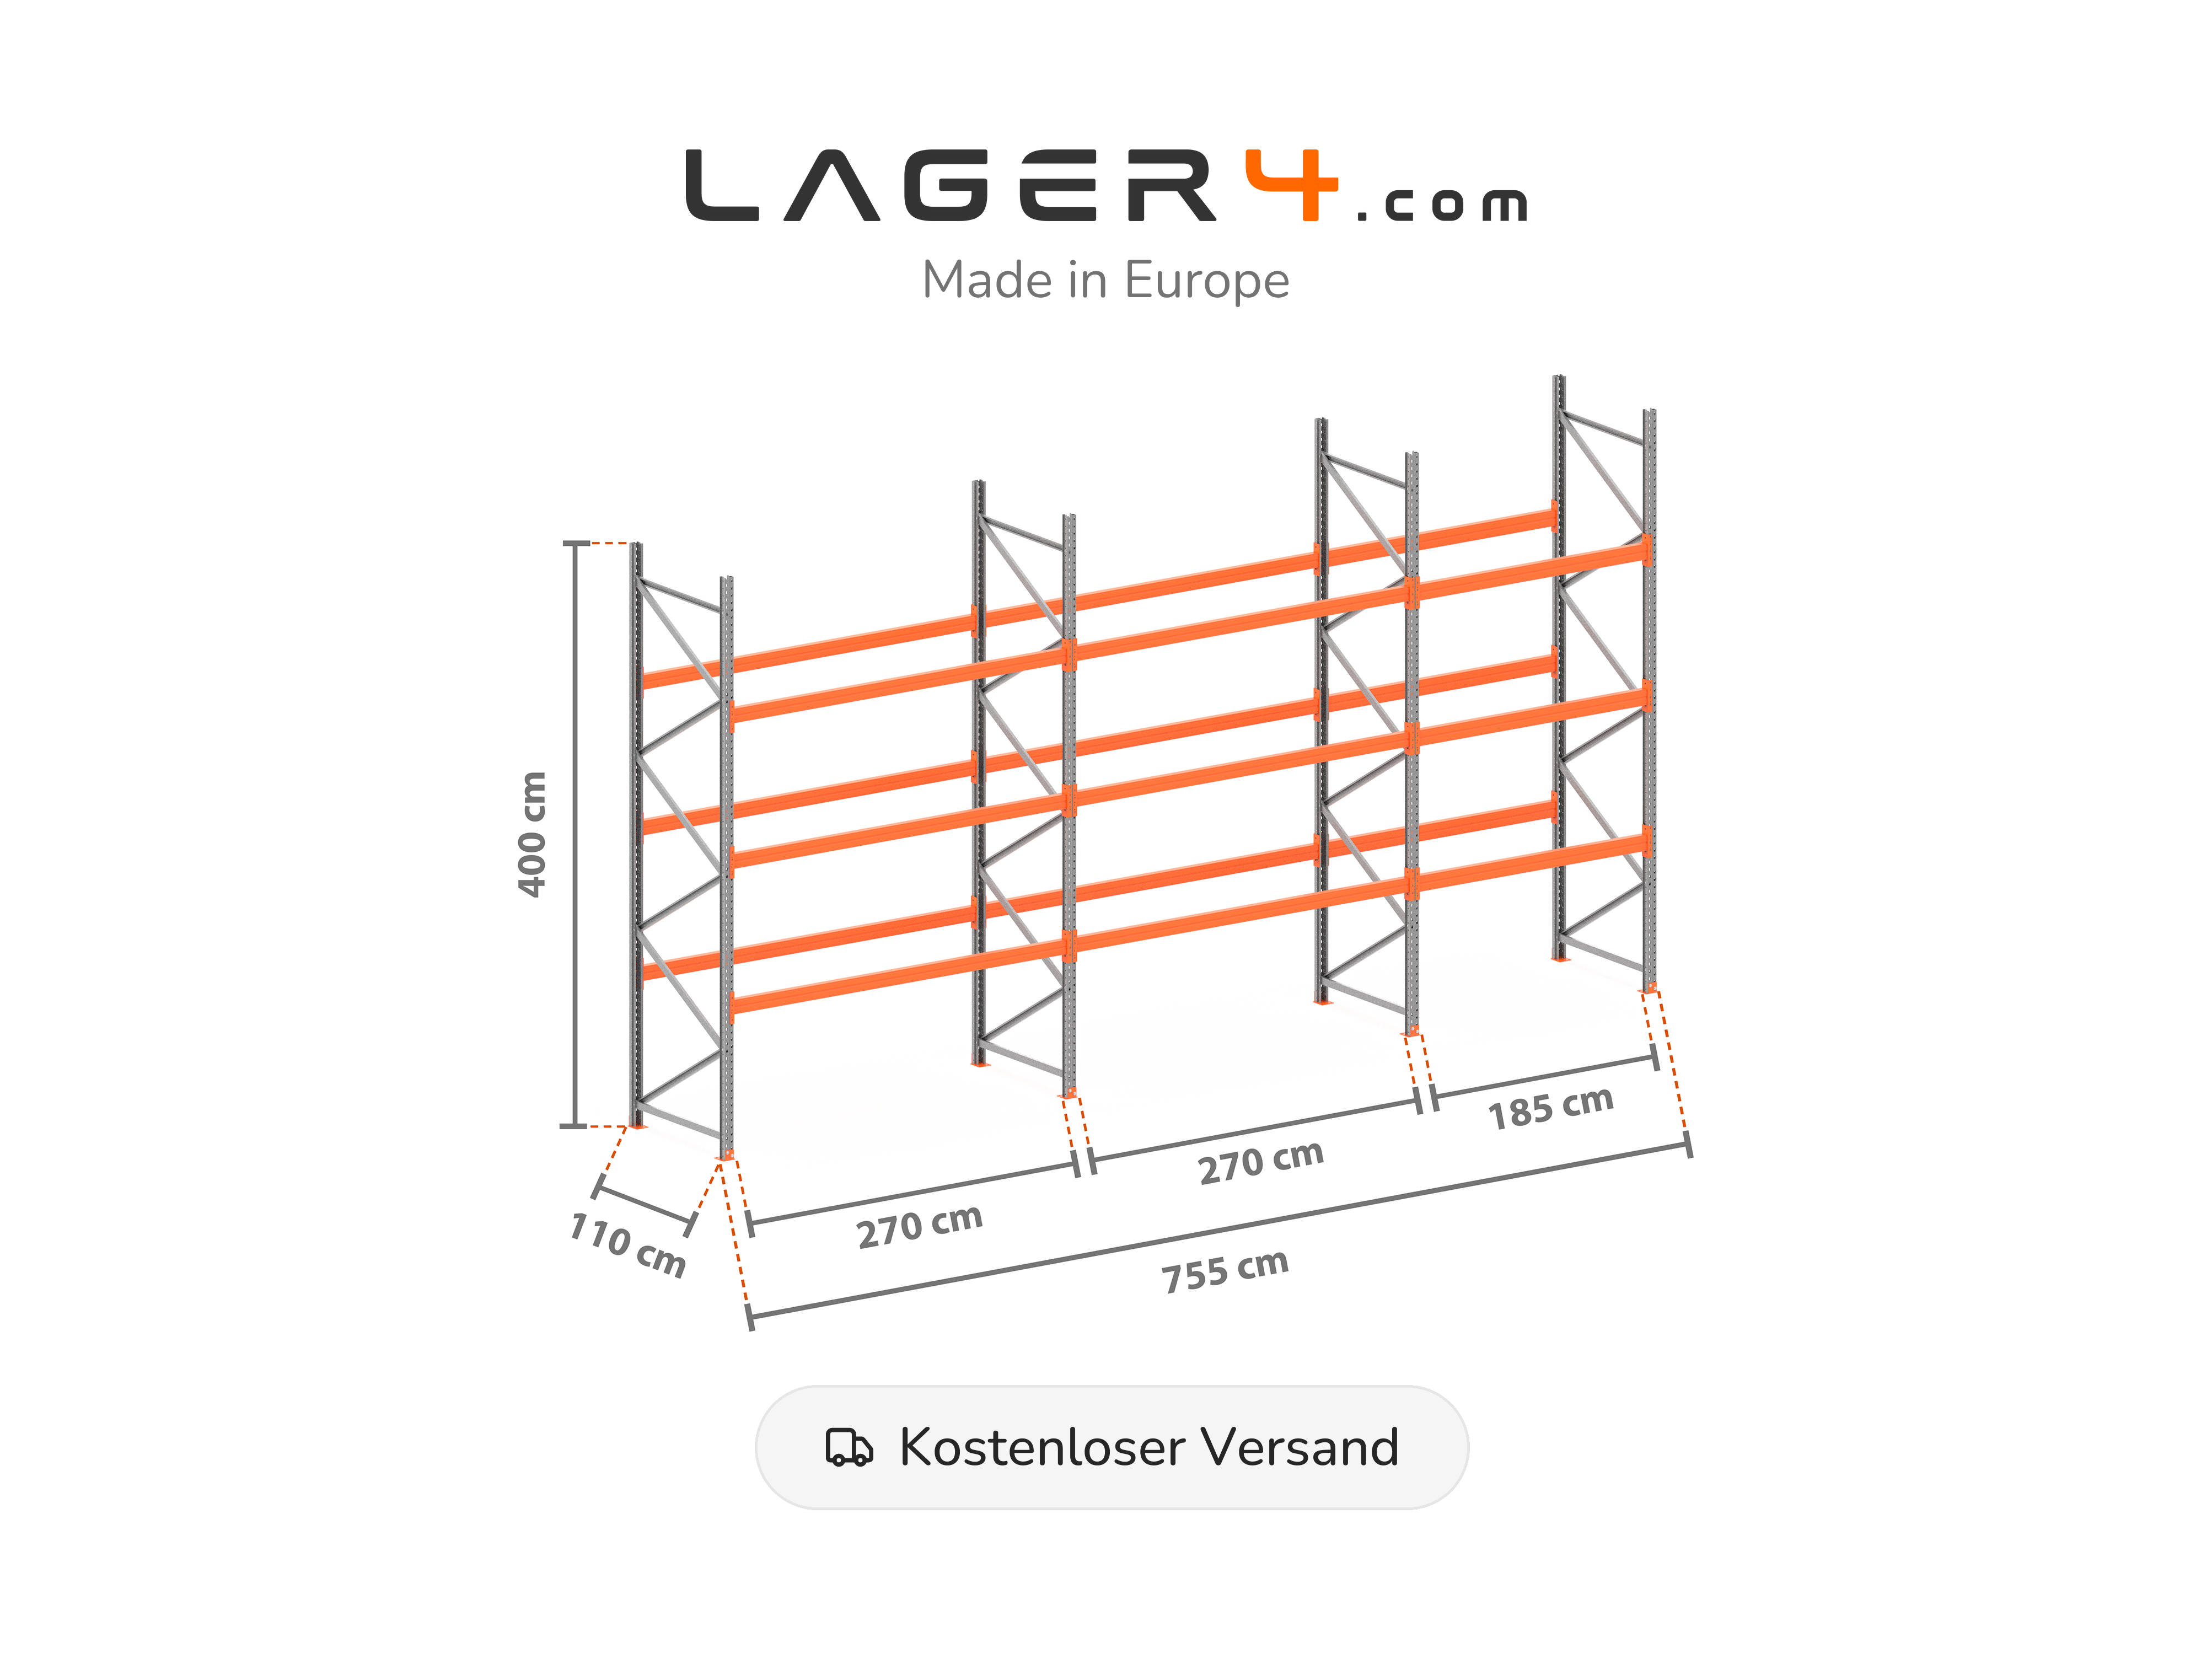 LAGER4.com
Made in Europe
400 cm
110 cm
270 cm
270 cm
185 cm
755 cm
Kostenloser Versand